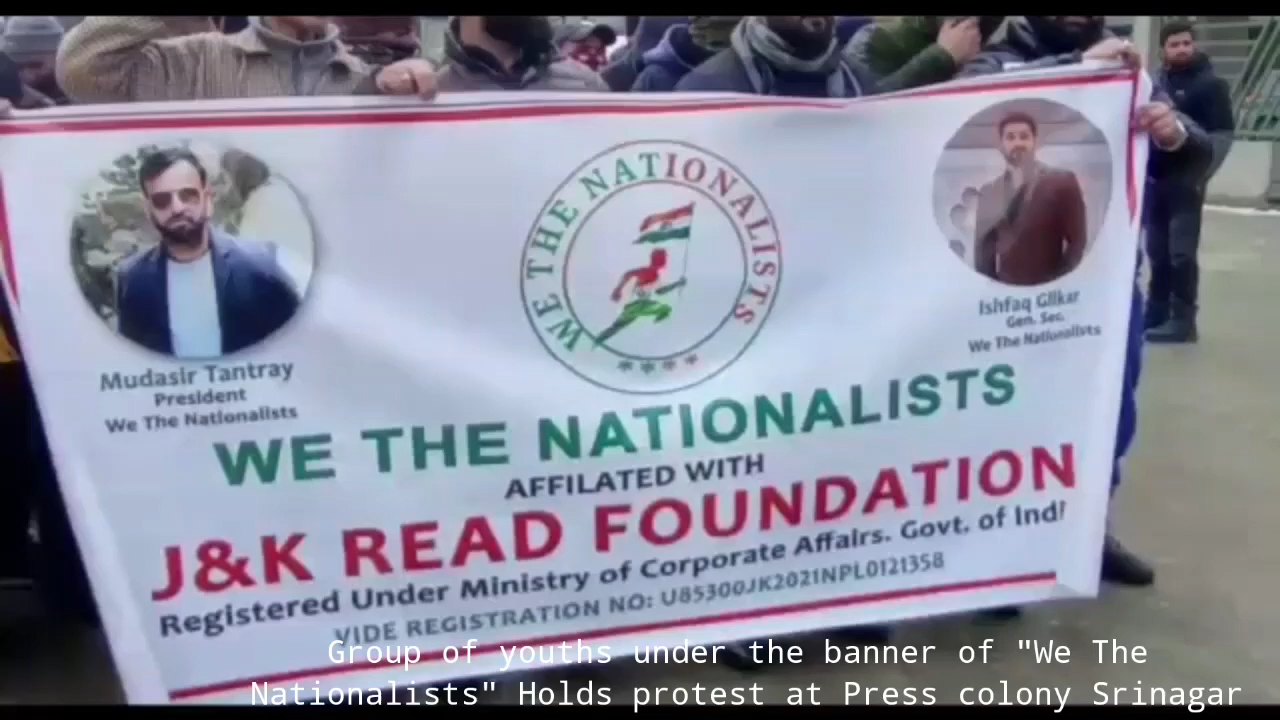 WE THE NATIONALISTS
Mudasir Tantray
President
We The Nationalists
Ishfaq Glikar
Gen. Sec.
We The Nationalists
WE THE NATIONALISTS
AFFILATED WITH
J&K READ FOUNDATION
Registered Under Ministry of Corporate Affairs. Govt. of Indi
VIDE REGISTRATION NO: U85300JK2021NPL0121358
Group of youths under the banner of "We The
Nationalists" Holds protest at Press colony Srinagar